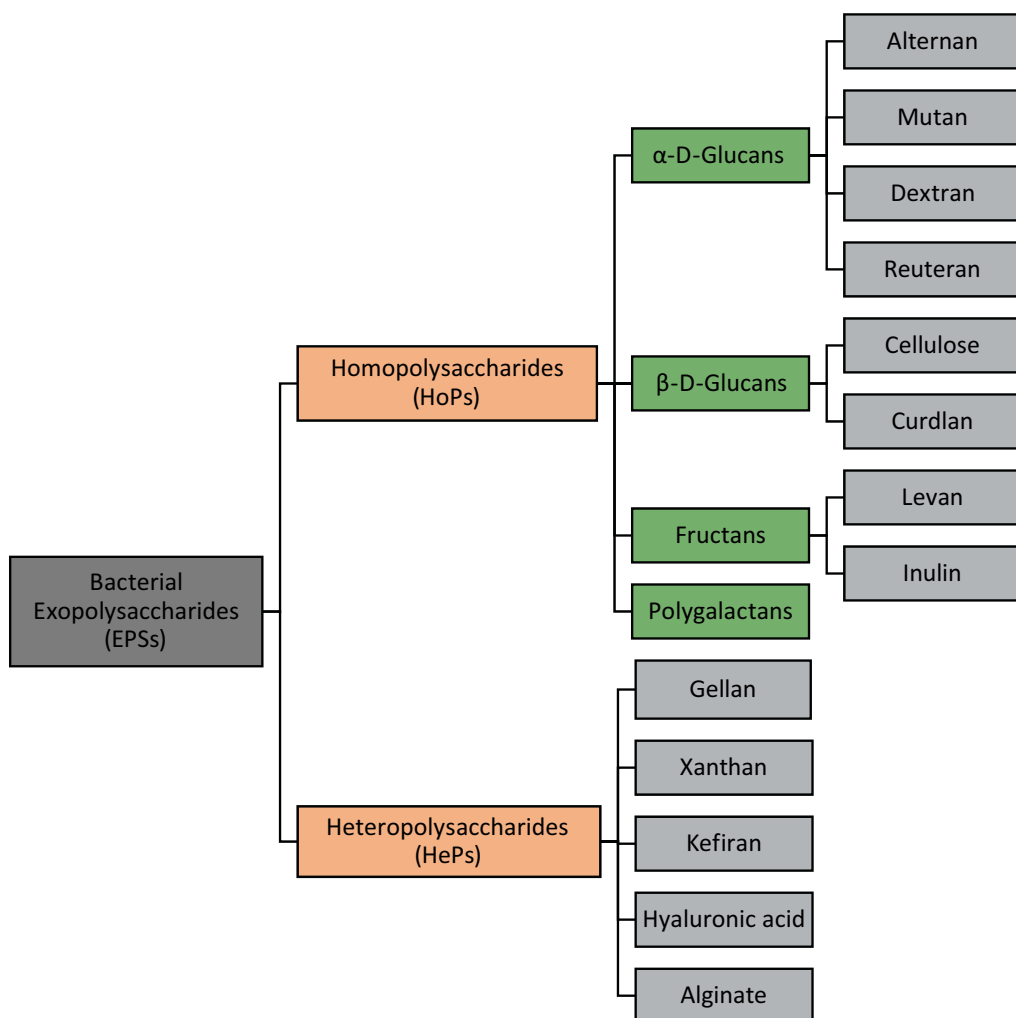 Bacterial
Exopolysaccharides
(EPSs)
Homopolysaccharides
(HoPs)
α-D-Glucans
Alternan
Mutan
Dextran
Reuteran
β-D-Glucans
Cellulose
Curdlan
Fructans
Levan
Inulin
Polygalactans
Heteropolysaccharides
(HePs)
Gellan
Xanthan
Kefiran
Hyaluronic acid
Alginate